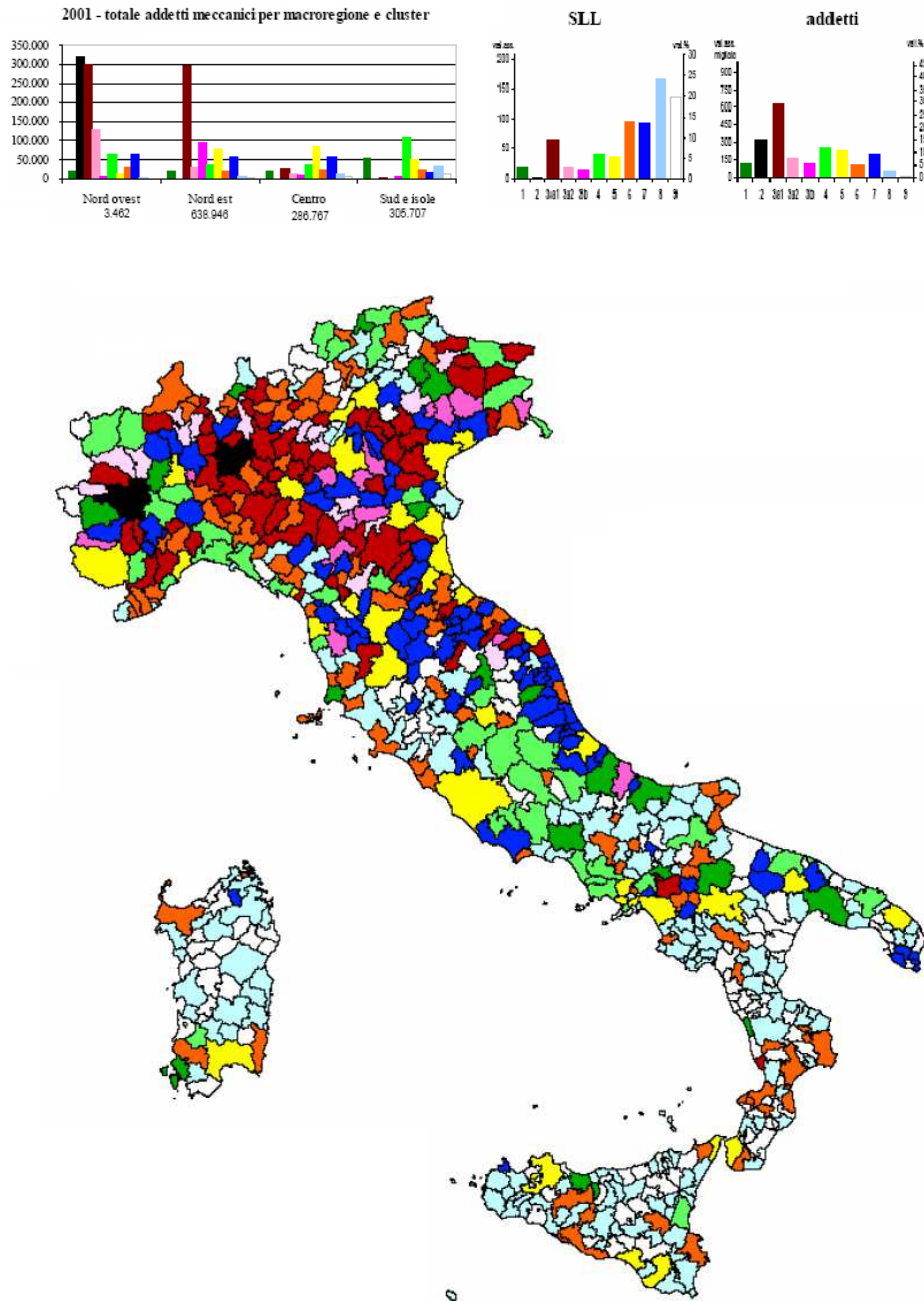 2001 - totale addetti meccanici per macroregione e cluster
350.000
300.000
250.000
200.000
150.000
100.000
50.000
0
Nord ovest Nord est Centro Sud e isole
3.462 638.946 286.767 305.707
SLL
val.ass. val.%
200
150
100
50
0
30
25
20
15
10
5
0
1 2 3a1 3a2 3b 4 5 6 7 8 9
addetti
val.ass. val.%
migliaia
900
750
600
450
300
150
0
1 2 3a1 3a2 3b 4 5 6 7 8 9